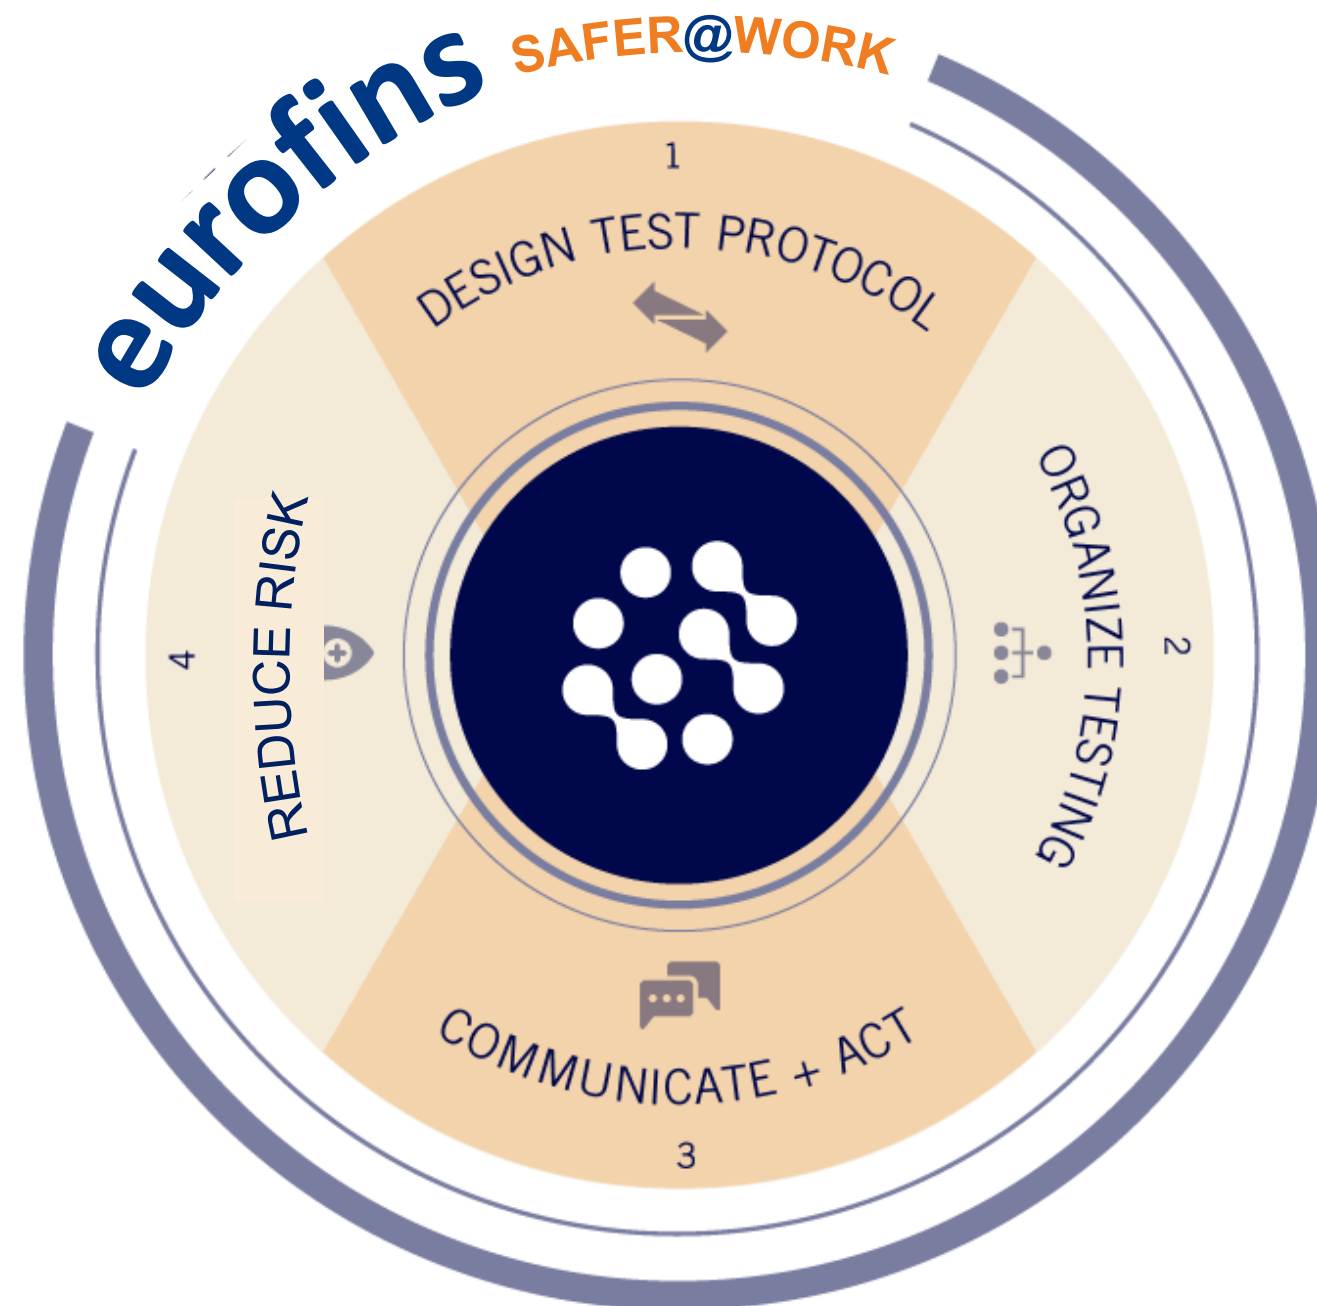 eurofins
SAFER@WORK
1
DESIGN TEST PROTOCOL
ORGANIZE TESTING
2
COMMUNICATE + ACT
3
REDUCE RISK
4